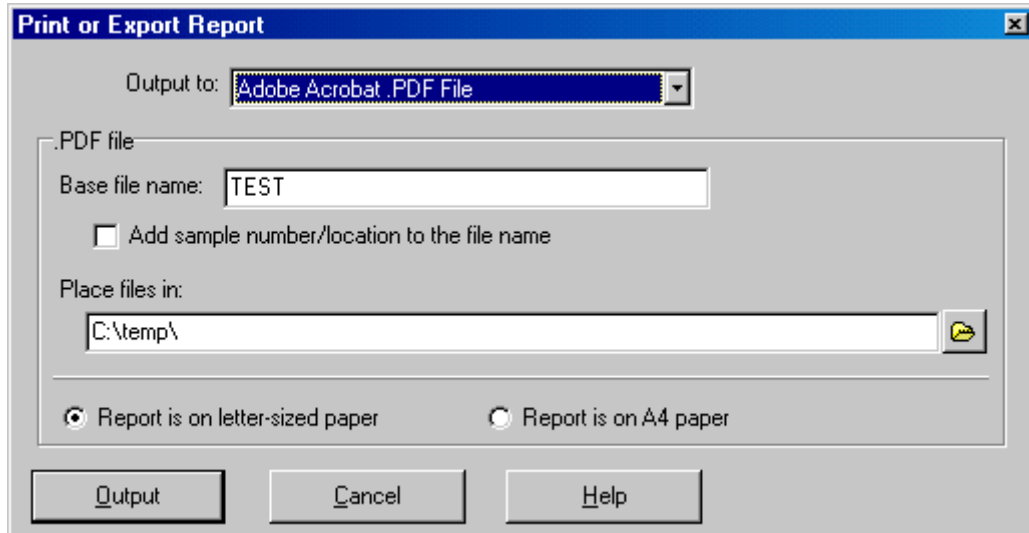 Print or Export Report
Output to: Adobe Acrobat .PDF File
.PDF file
Base file name: TEST
Add sample number/location to the file name
Place files in:
C:\temp\
Report is on letter-sized paper Report is on A4 paper
Output Cancel Help